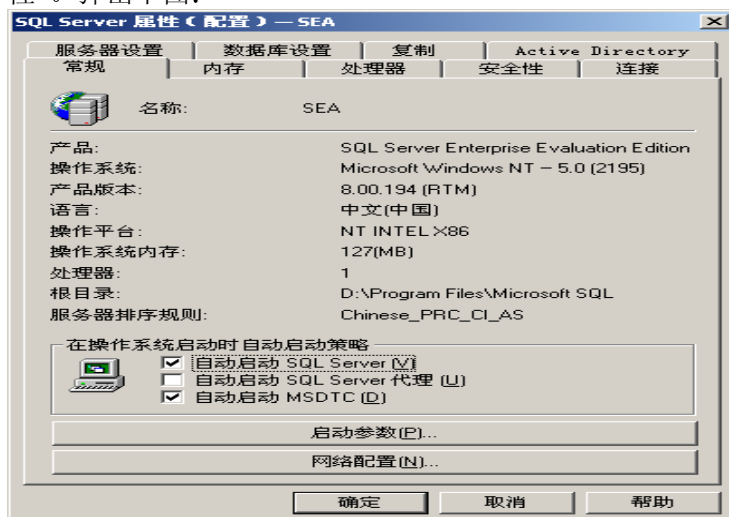 SQL Server 属性（配置）— SEA
服务器设置 数据库设置 复制 Active Directory
常规 内存 处理器 安全性 连接
名称: SEA
产品: SQL Server Enterprise Evaluation Edition
操作系统: Microsoft Windows NT – 5.0 (2195)
产品版本: 8.00.194 (RTM)
语言: 中文(中国)
操作平台: NT INTEL X86
操作系统内存: 127(MB)
处理器: 1
根目录: D:\Program Files\Microsoft SQL
服务器排序规则: Chinese_PRC_CI_AS
在操作系统启动时自动启动策略
自动启动 SQL Server (V)
自动启动 SQL Server 代理 (U)
自动启动 MSDTC (D)
启动参数(P)...
网络配置(N)...
确定 取消 帮助